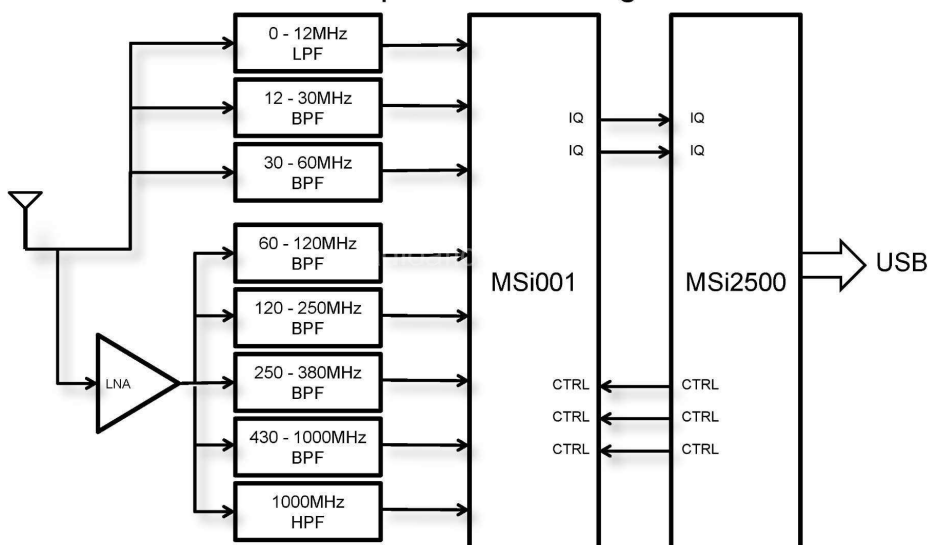 0 - 12MHz
LPF
12 - 30MHz
BPF
30 - 60MHz
BPF
60 - 120MHz
BPF
120 - 250MHz
BPF
250 - 380MHz
BPF
430 - 1000MHz
BPF
1000MHz
HPF
LNA
MSi001
IQ
IQ
CTRL
CTRL
CTRL
MSi2500
IQ
IQ
CTRL
CTRL
CTRL
USB